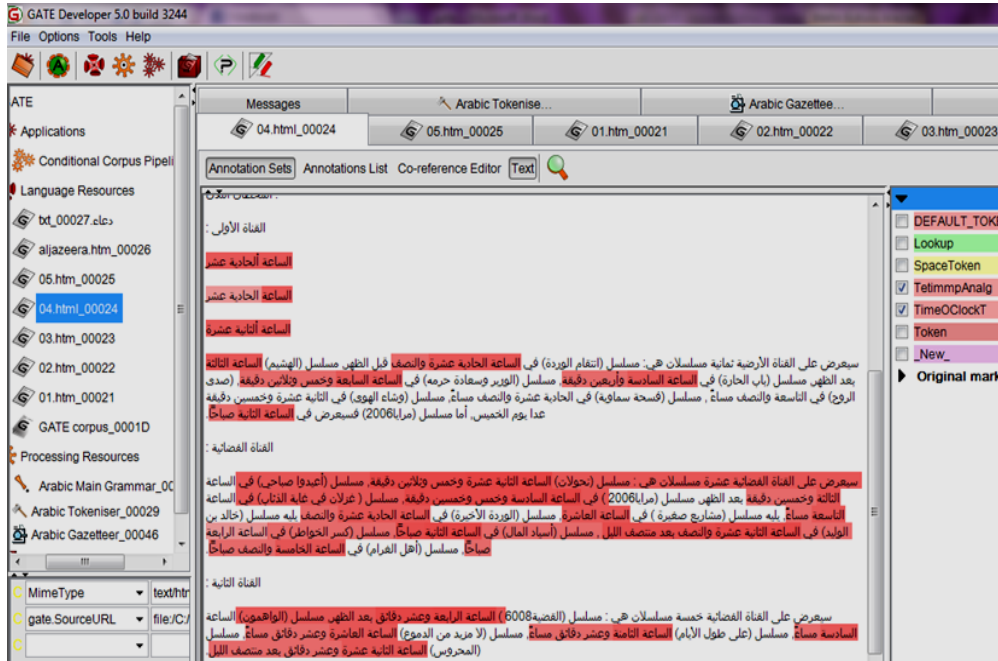 GATE Developer 5.0 build 3244
File Options Tools Help
ATE
Applications
Conditional Corpus Pipeli
Language Resources
دعاء.txt_00027
aljazeera.htm_00026
05.htm_00025
04.html_00024
03.htm_00023
02.htm_00022
01.htm_00021
GATE corpus_0001D
Processing Resources
Arabic Main Grammar_00
Arabic Tokeniser_00029
Arabic Gazetteer_00046
MimeType text/htm
gate.SourceURL file:/C:/
Messages Arabic Tokenise... Arabic Gazettee...
04.html_00024 05.htm_00025 01.htm_00021 02.htm_00022 03.htm_00023
Annotation Sets Annotations List Co-reference Editor Text
القناة الأولى :
الساعة ألحادية عشر
الساعة الحادية عشر
الساعة ألثانية عشرة
سيعرض على القناة الأرضية ثمانية مسلسلات هي: مسلسل (انتقام الوردة) في الساعة الحادية عشرة والنصف قبل الظهر, مسلسل (الهشيم) الساعة الثالثة
بعد الظهر, مسلسل (باب الحارة) في الساعة السادسة وأربعين دقيقة, مسلسل (الوزير وسعادة حرمه) في الساعة السابعة وخمس وثلاثين دقيقة, (صدى
الروح) في التاسعة والنصف مساءً , مسلسل (فسحة سماوية) في الحادية عشرة والنصف مساءً, مسلسل (وشاء الهوى) في الثانية عشرة وخمسين دقيقة
عدا يوم الخميس, أما مسلسل (مرايا2006) فسيعرض في الساعة الثانية صباحاً.
القناة الفضائية :
سيعرض على القناة الفضائية عشرة مسلسلات هي : مسلسل (تحولات) الساعة الثانية عشرة وخمس وثلاثين دقيقة, مسلسل (أعيدوا صباحي) في الساعة
الثالثة وخمسين دقيقة بعد الظهر, مسلسل (مرايا2006 ) في الساعة السادسة وخمس وخمسين دقيقة, مسلسل ( غزلان في غابة الذئاب) في الساعة
التاسعة مساءً, يليه مسلسل (مشاريع صغيرة ) في الساعة العاشرة, مسلسل (الوردة الأخيرة) في الساعة الحادية عشرة والنصف يليه مسلسل (خالد بن
الوليد) في الساعة الثانية عشرة والنصف بعد منتصف الليل , مسلسل (أسياد المال) في الساعة الثانية صباحاً, مسلسل (كسر الخواطر) في الساعة الرابعة
صباحاً, مسلسل (أهل الغرام) في الساعة الخامسة والنصف صباحاً.
القناة الثانية :
سيعرض على القناة الفضائية خمسة مسلسلات هي : مسلسل (القضية6008) الساعة الرابعة وعشر دقائق بعد الظهر, مسلسل (الواهمون) الساعة
السادسة مساءً, مسلسل (على طول الأيام) الساعة الثامنة وعشر دقائق مساءً, مسلسل (لا مزيد من الدموع) الساعة العاشرة وعشر دقائق مساءً, مسلسل
(المحروس) الساعة الثانية عشرة وعشر دقائق بعد منتصف الليل.
DEFAULT_TOKE
Lookup
SpaceToken
TetimmpAnalg
TimeOClockT
Token
_New_
Original mark